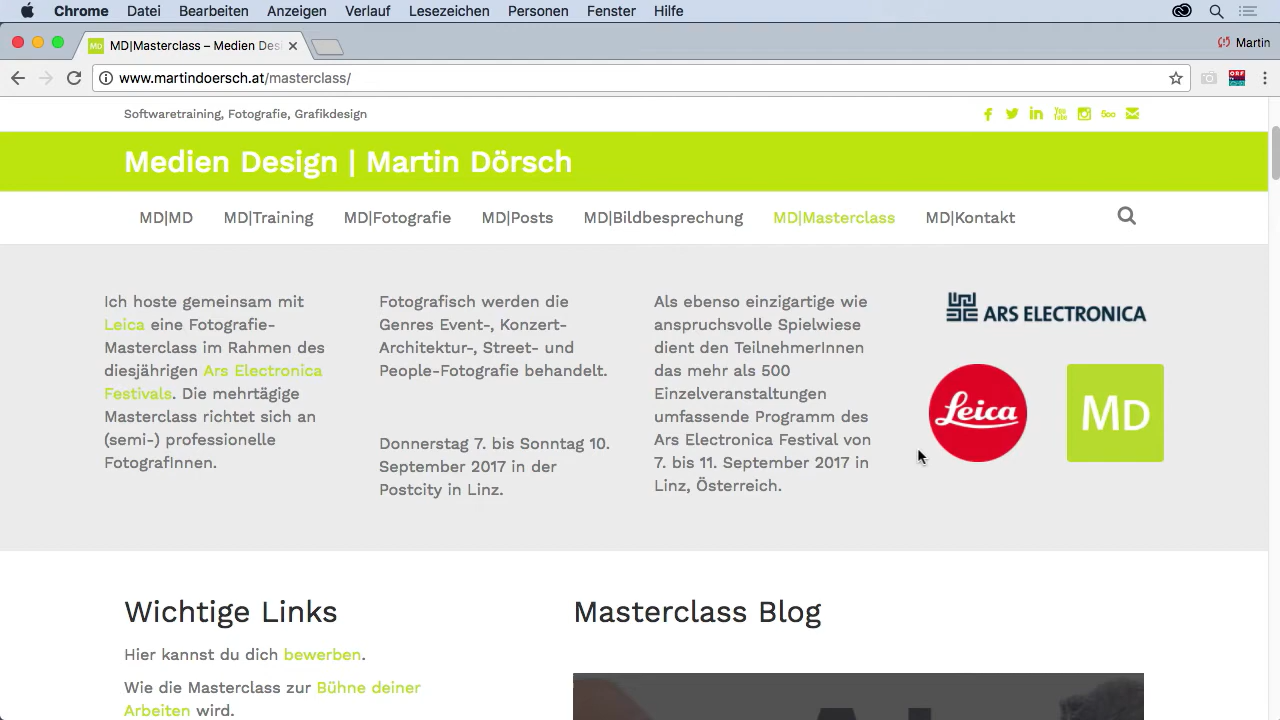 Chrome Datei Bearbeiten Anzeigen Verlauf Lesezeichen Personen Fenster Hilfe
MD MD|Masterclass – Medien Des
Martin
www.martindoersch.at/masterclass/
ORF
Softwaretraining, Fotografie, Grafikdesign
Medien Design | Martin Dörsch
MD|MD MD|Training MD|Fotografie MD|Posts MD|Bildbesprechung MD|Masterclass MD|Kontakt
Ich hoste gemeinsam mit
Leica eine Fotografie-
Masterclass im Rahmen des
diesjährigen Ars Electronica
Festivals. Die mehrtägige
Masterclass richtet sich an
(semi-) professionelle
FotografInnen.
Fotografisch werden die
Genres Event-, Konzert-
Architektur-, Street- und
People-Fotografie behandelt.
Donnerstag 7. bis Sonntag 10.
September 2017 in der
Postcity in Linz.
Als ebenso einzigartige wie
anspruchsvolle Spielwiese
dient den TeilnehmerInnen
das mehr als 500
Einzelveranstaltungen
umfassende Programm des
Ars Electronica Festival von
7. bis 11. September 2017 in
Linz, Österreich.
ARS ELECTRONICA
Leica MD
Wichtige Links
Hier kannst du dich bewerben.
Wie die Masterclass zur Bühne deiner
Arbeiten wird.
Masterclass Blog